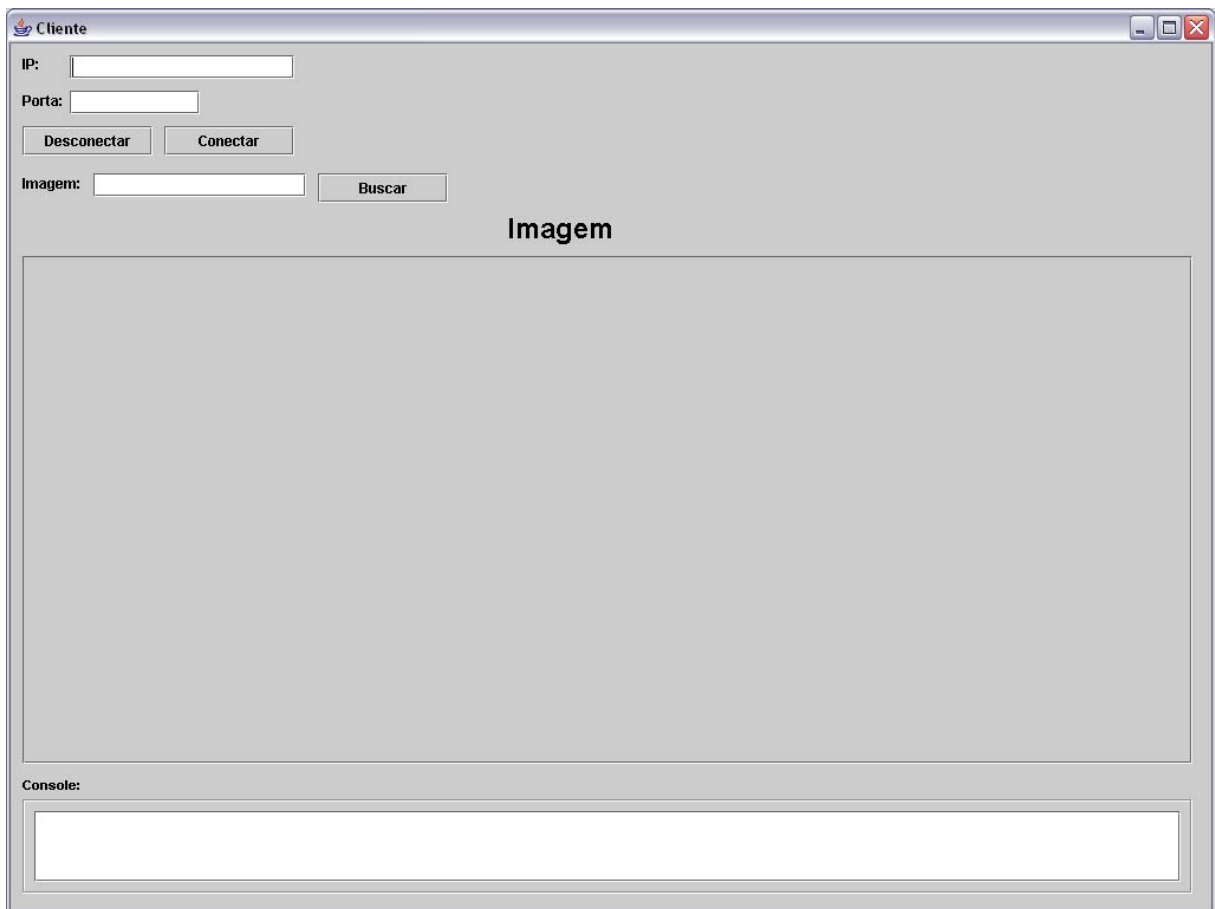 Cliente
IP:
Porta:
Desconectar Conectar
Imagem: Buscar
Imagem
Console: